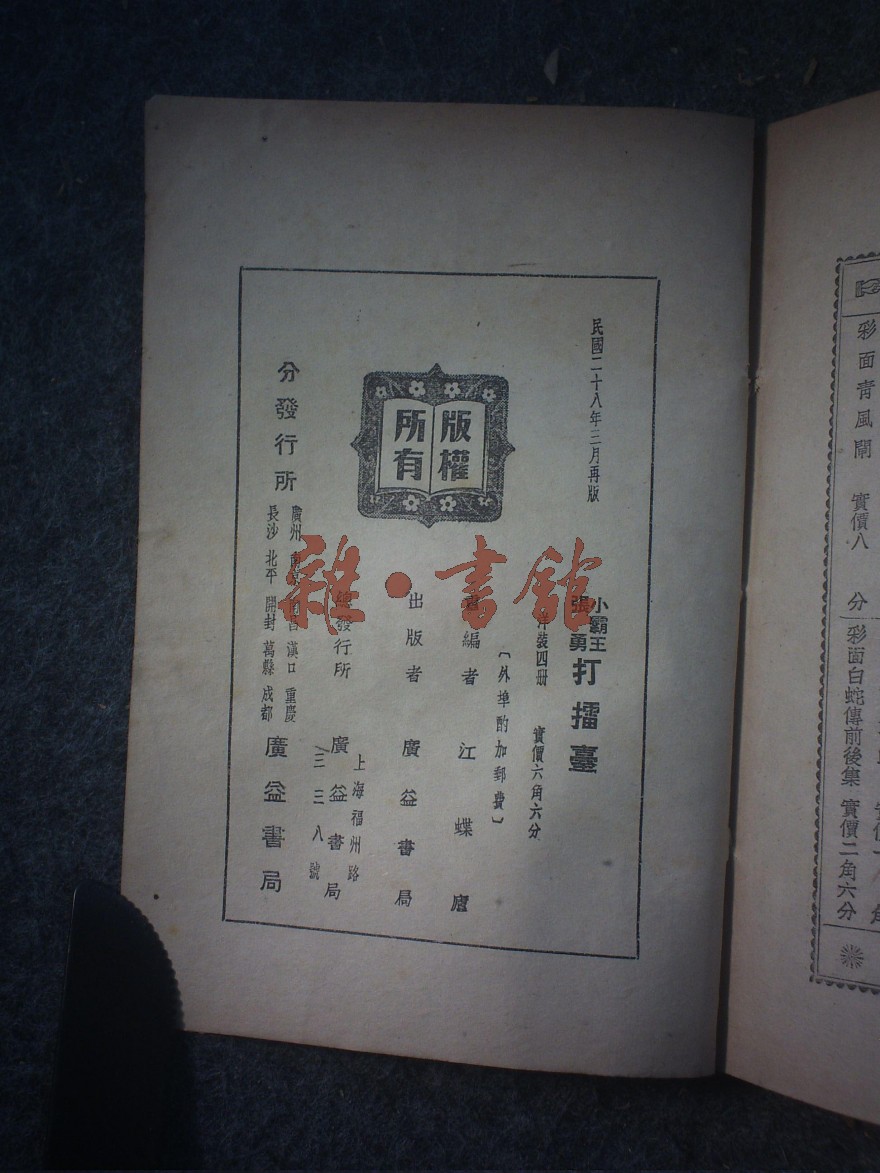 民國二十八年三月再版
小霸王
張勇
打擂臺
洋裝四册 實價六角六分
〔外埠酌加郵費〕
編者 江蝶廬
出版者 廣益書局
上海福州路
總發行所 廣益書局
三三八號
分發行所
廣州 南京 南昌 漢口 重慶
長沙 北平 開封 萬縣 成都
廣益書局
版權
所有
雜·書館
彩面青風閘 實價八分
彩面白蛇傳前後集 實價二角六分